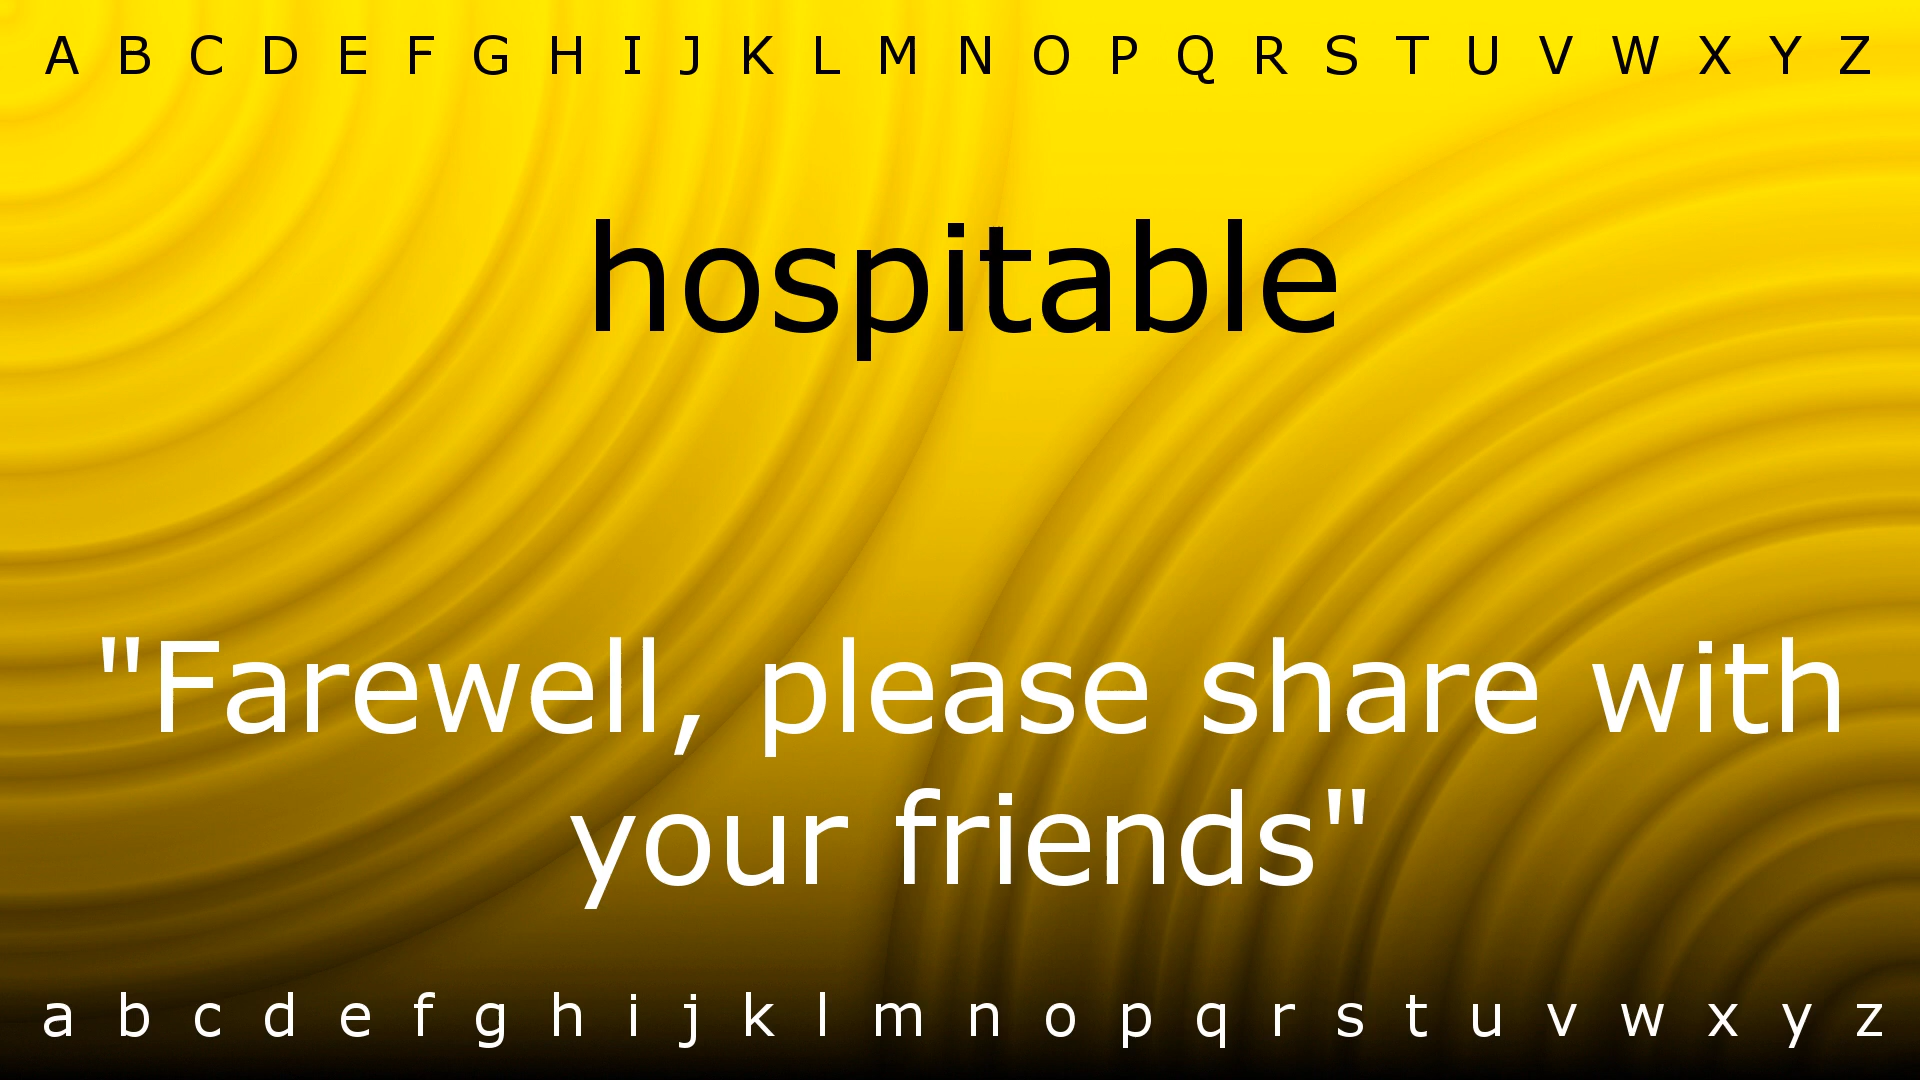 A B C D E F G H I J K L M N O P Q R S T U V W X Y Z
hospitable
"Farewell, please share with
your friends"
a b c d e f g h i j k l m n o p q r s t u v w x y z